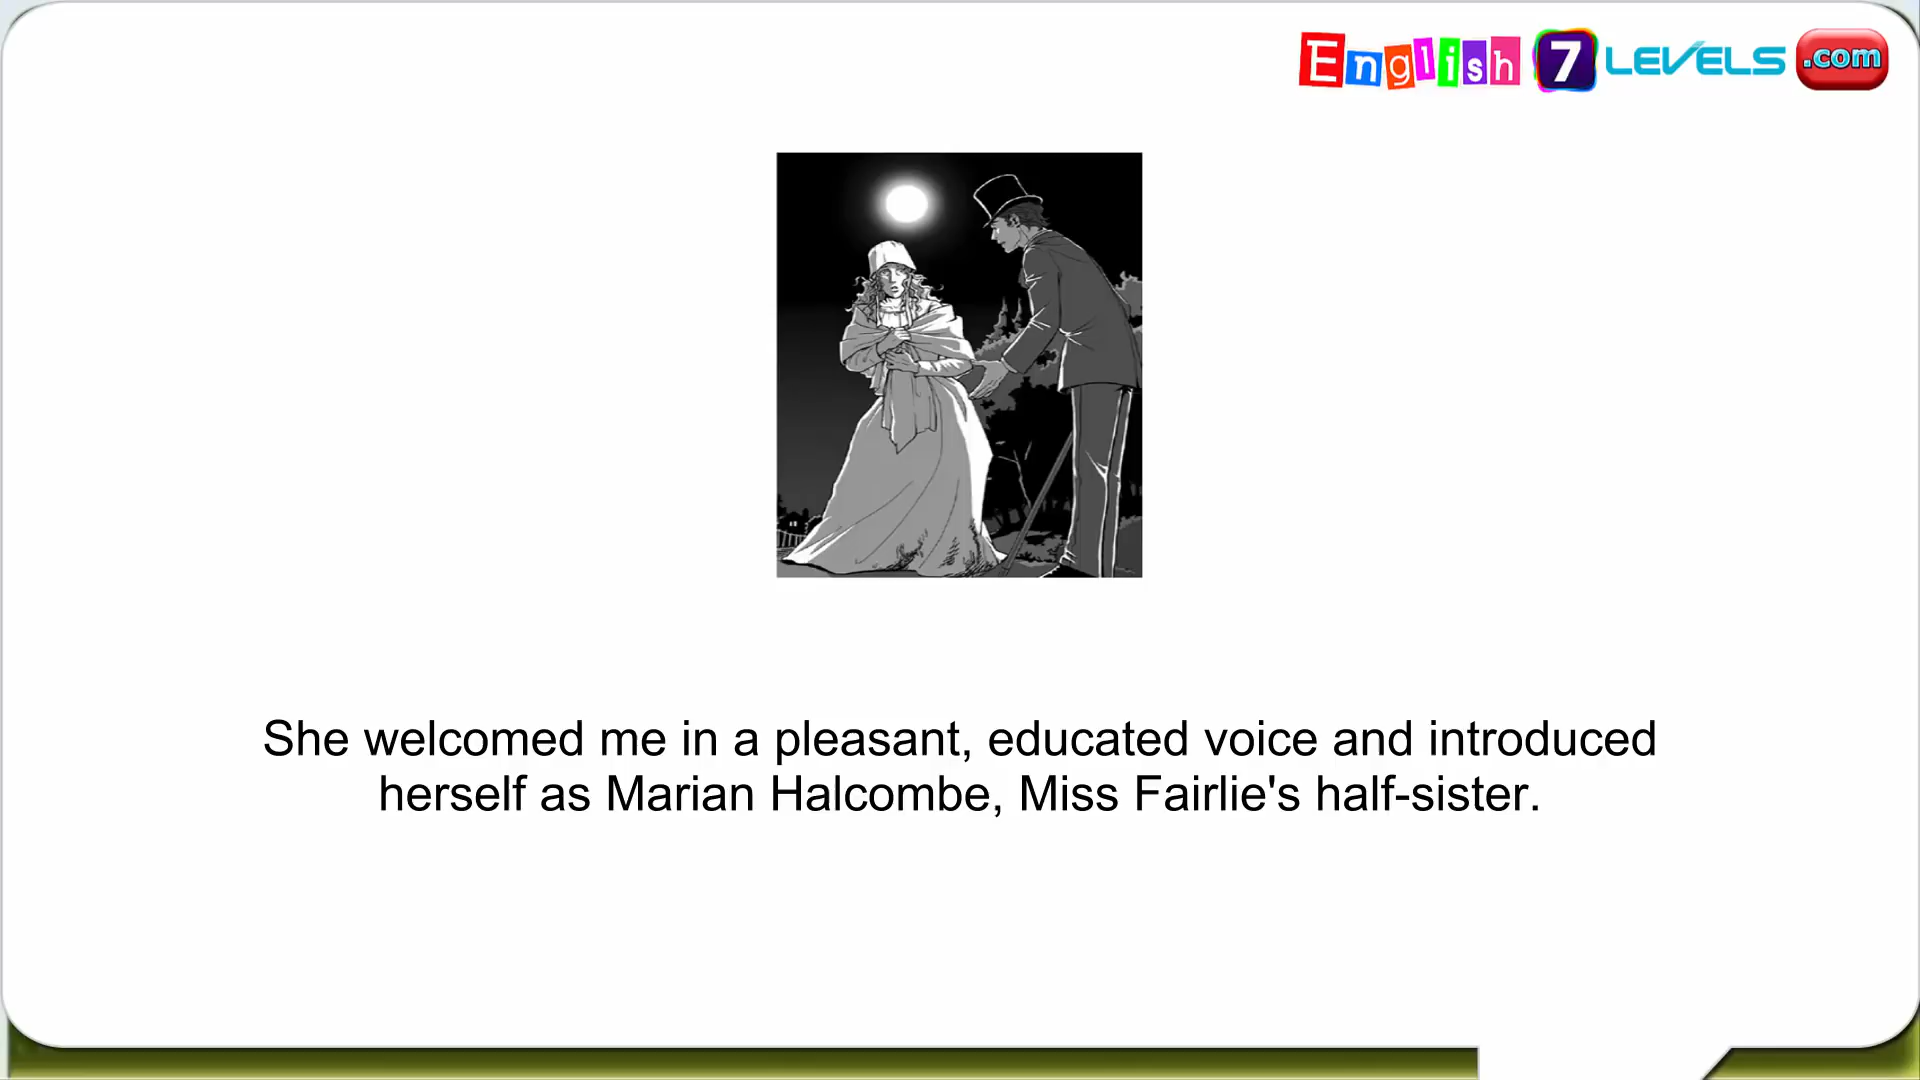 English 7 LEVELS .com
She welcomed me in a pleasant, educated voice and introduced
herself as Marian Halcombe, Miss Fairlie's half-sister.